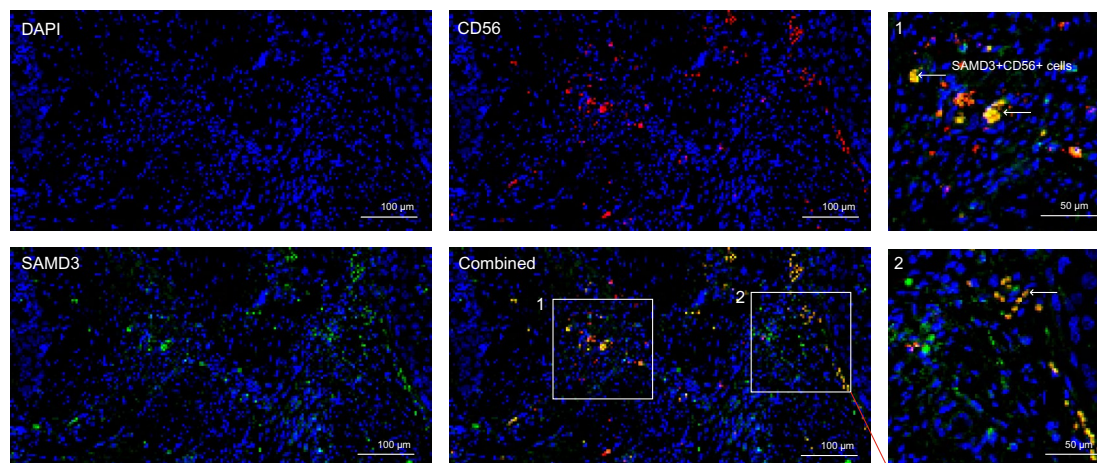 DAPI
100 µm
CD56
100 µm
1
SAMD3+CD56+ cells
50 µm
SAMD3
100 µm
Combined
1
2
100 µm
2
50 µm